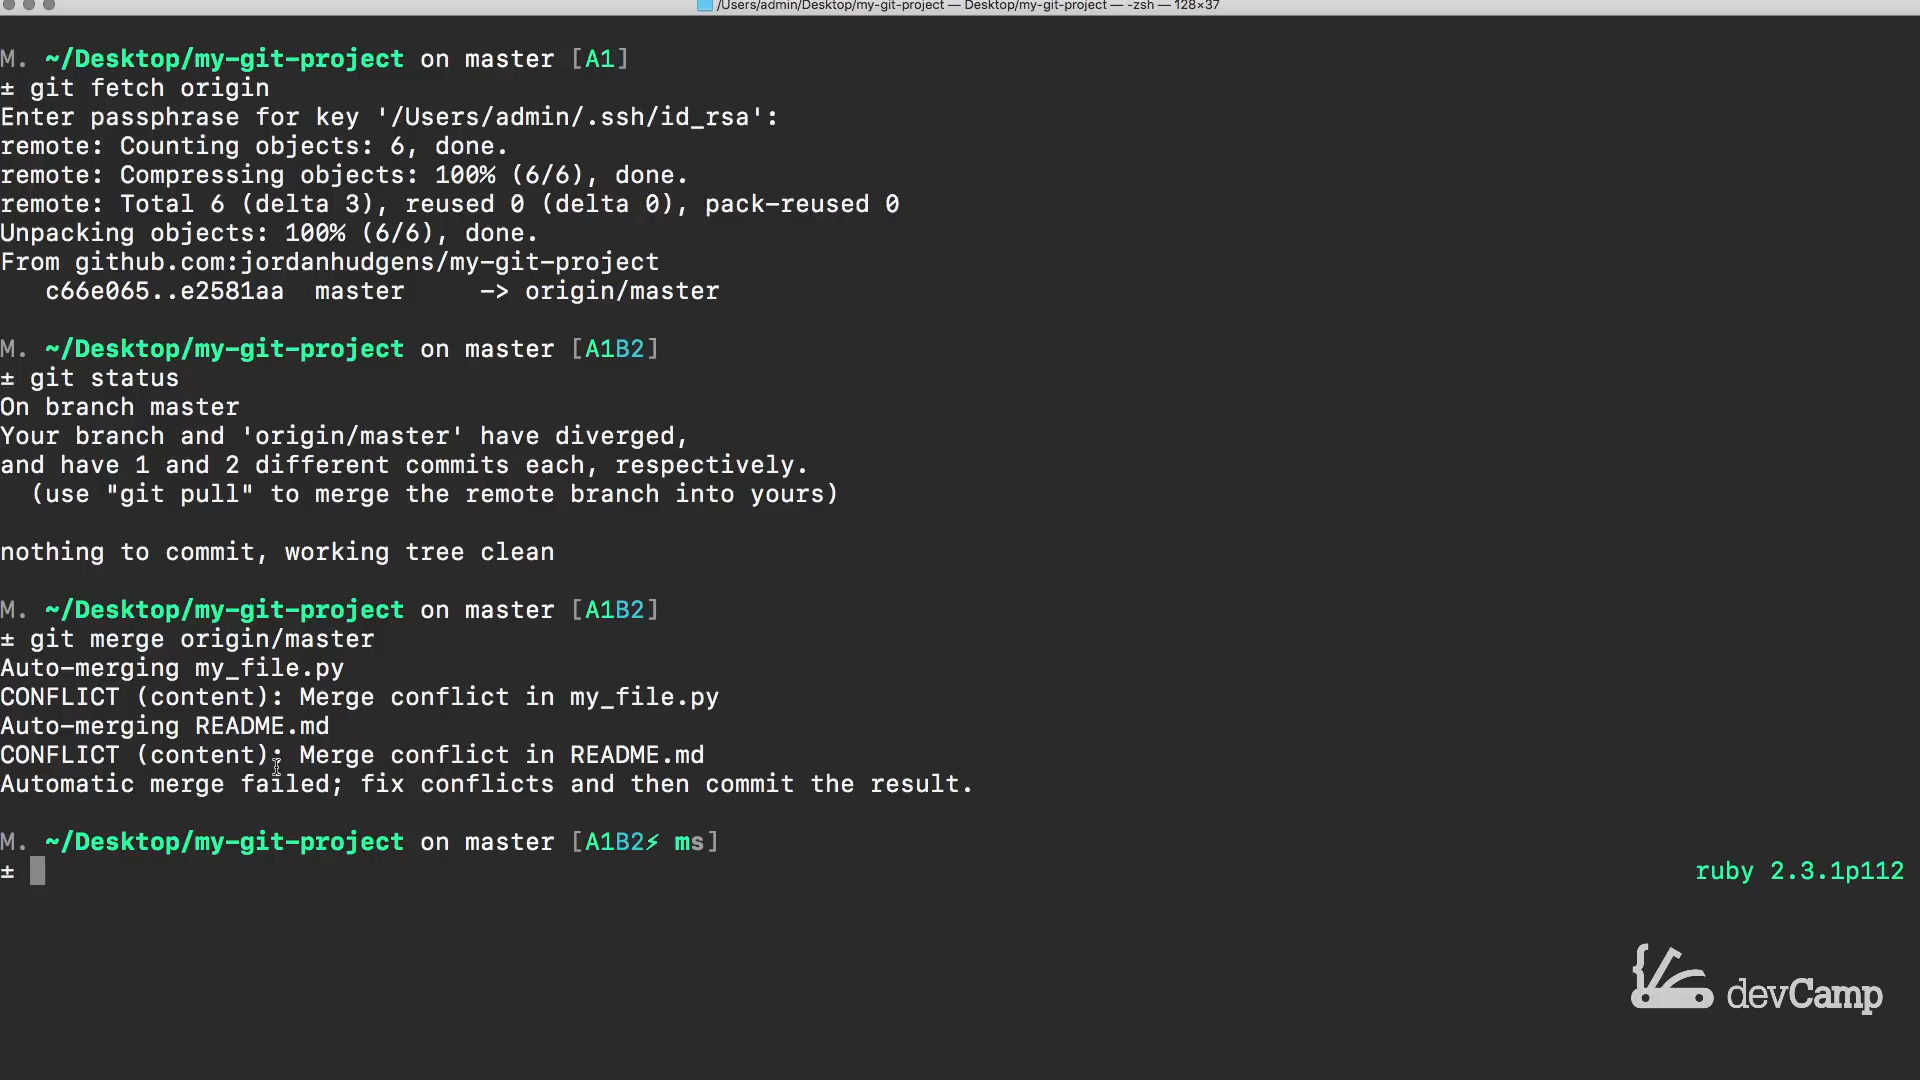 /Users/admin/Desktop/my-git-project — Desktop/my-git-project — -zsh — 128×37
M. ~/Desktop/my-git-project on master [A1]
± git fetch origin
Enter passphrase for key '/Users/admin/.ssh/id_rsa':
remote: Counting objects: 6, done.
remote: Compressing objects: 100% (6/6), done.
remote: Total 6 (delta 3), reused 0 (delta 0), pack-reused 0
Unpacking objects: 100% (6/6), done.
From github.com:jordanhudgens/my-git-project
   c66e065..e2581aa  master     -> origin/master
M. ~/Desktop/my-git-project on master [A1B2]
± git status
On branch master
Your branch and 'origin/master' have diverged,
and have 1 and 2 different commits each, respectively.
  (use "git pull" to merge the remote branch into yours)
nothing to commit, working tree clean
M. ~/Desktop/my-git-project on master [A1B2]
± git merge origin/master
Auto-merging my_file.py
CONFLICT (content): Merge conflict in my_file.py
Auto-merging README.md
CONFLICT (content): Merge conflict in README.md
Automatic merge failed; fix conflicts and then commit the result.
M. ~/Desktop/my-git-project on master [A1B2⚡ ms]
±
ruby 2.3.1p112
devCamp